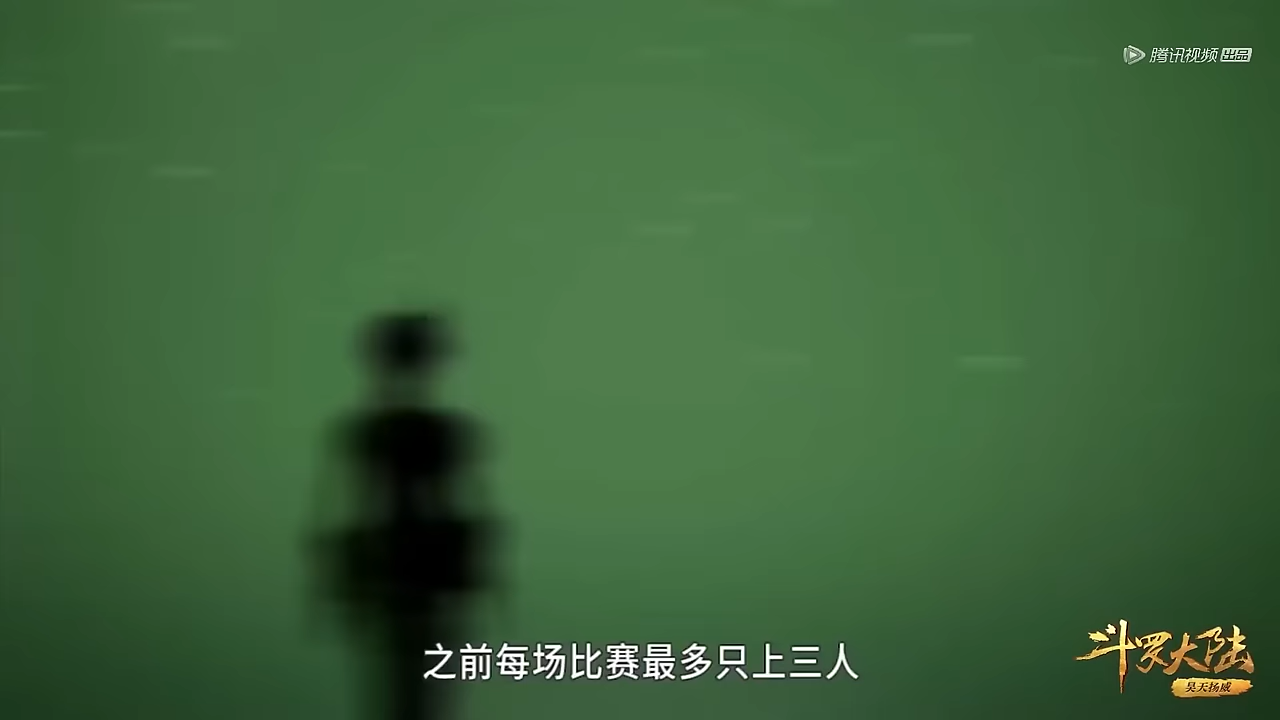 腾讯视频 出品
之前每场比赛最多只上三人
斗罗大陆
昊天扬威